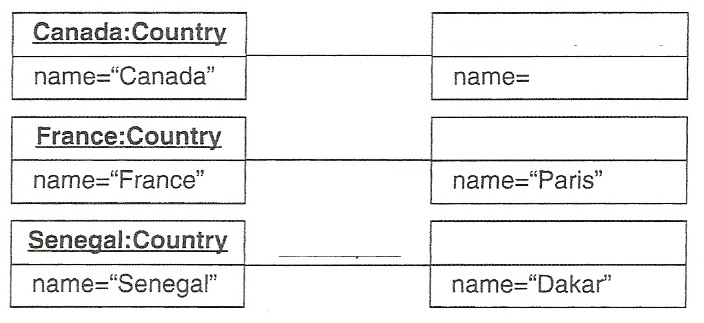 Canada:Country
name=“Canada”
name=
France:Country
name=“France”
name=“Paris”
Senegal:Country
name=“Senegal”
name=“Dakar”